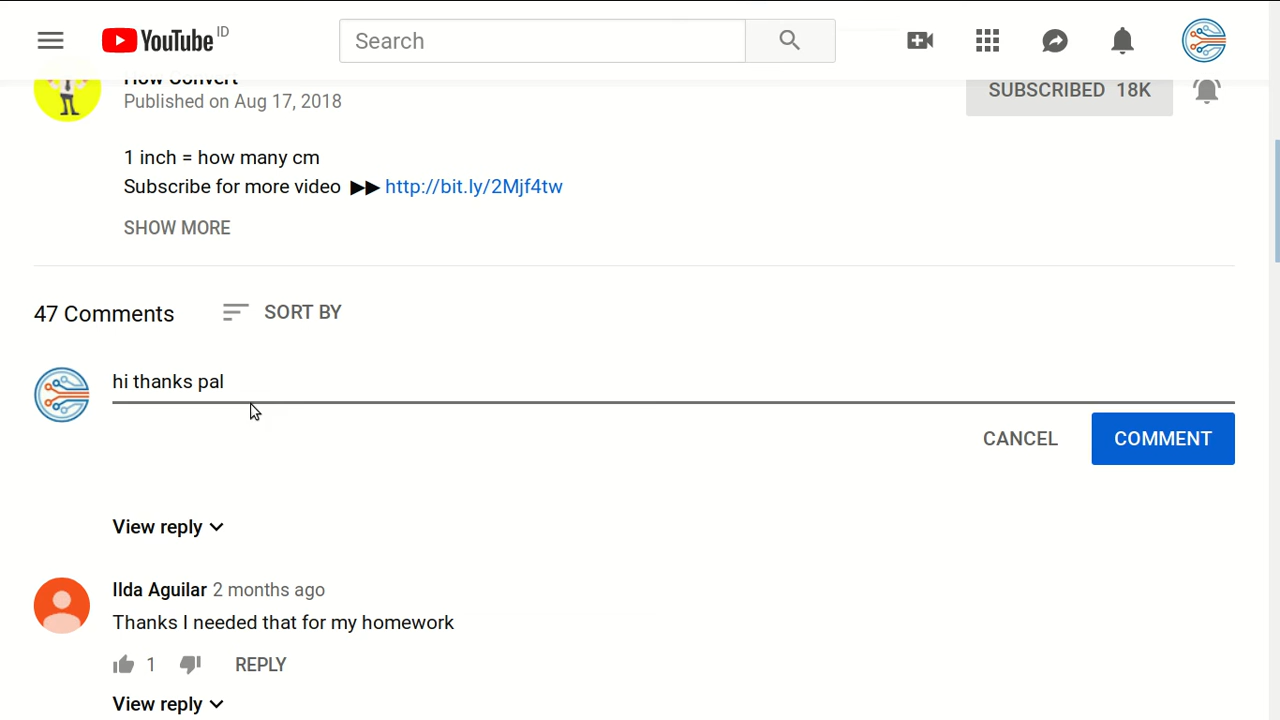 YouTube ID
Search
How Convert
Published on Aug 17, 2018
SUBSCRIBED 18K
1 inch = how many cm
Subscribe for more video ▶▶ http://bit.ly/2Mjf4tw
SHOW MORE
47 Comments
SORT BY
hi thanks pal
CANCEL
COMMENT
View reply
Ilda Aguilar 2 months ago
Thanks I needed that for my homework
1
REPLY
View reply